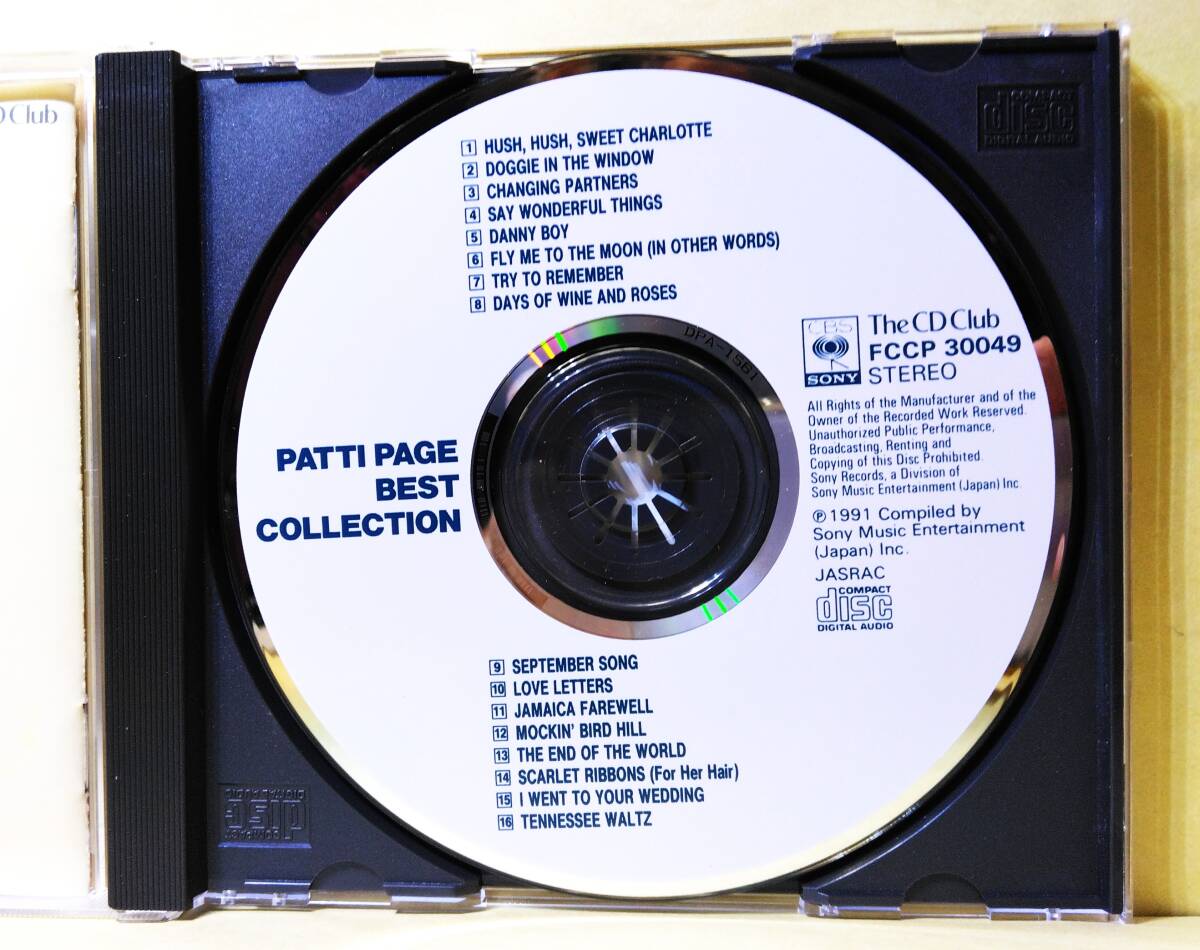 CD Club
COMPACT
disc
DIGITAL AUDIO
1 HUSH, HUSH, SWEET CHARLOTTE
2 DOGGIE IN THE WINDOW
3 CHANGING PARTNERS
4 SAY WONDERFUL THINGS
5 DANNY BOY
6 FLY ME TO THE MOON (IN OTHER WORDS)
7 TRY TO REMEMBER
8 DAYS OF WINE AND ROSES
DPA-1581
CBS
SONY
The CD Club
FCCP 30049
STEREO
All Rights of the Manufacturer and of the
Owner of the Recorded Work Reserved.
Unauthorized Public Performance,
Broadcasting, Renting and
Copying of this Disc Prohibited.
Sony Records, a Division of
Sony Music Entertainment (Japan) Inc.
℗ 1991 Compiled by
Sony Music Entertainment
(Japan) Inc.
JASRAC
COMPACT
disc
DIGITAL AUDIO
PATTI PAGE
BEST
COLLECTION
9 SEPTEMBER SONG
10 LOVE LETTERS
11 JAMAICA FAREWELL
12 MOCKIN' BIRD HILL
13 THE END OF THE WORLD
14 SCARLET RIBBONS (For Her Hair)
15 I WENT TO YOUR WEDDING
16 TENNESSEE WALTZ
COMPACT
disc
DIGITAL AUDIO